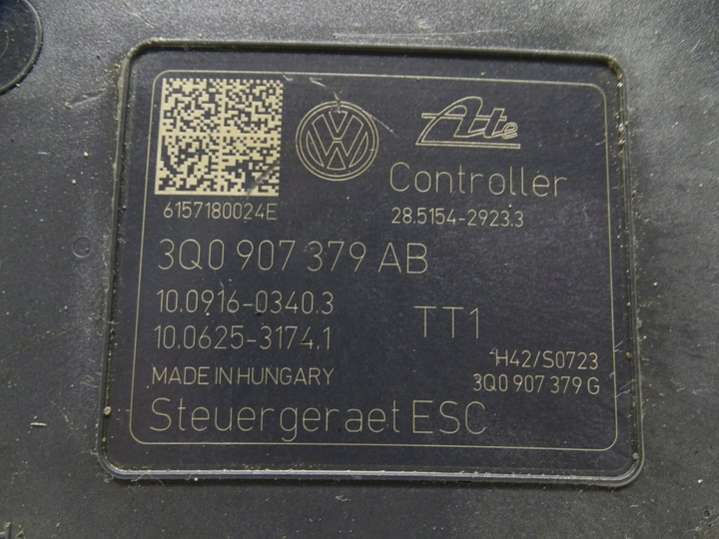 VW
Ate
Controller
6157180024E
28.5154-2923.3
3Q0 907 379 AB
10.0916-0340.3
TT1
10.0625-3174.1
H42/S0723
MADE IN HUNGARY
3Q0 907 379 G
Steuergeraet ESC